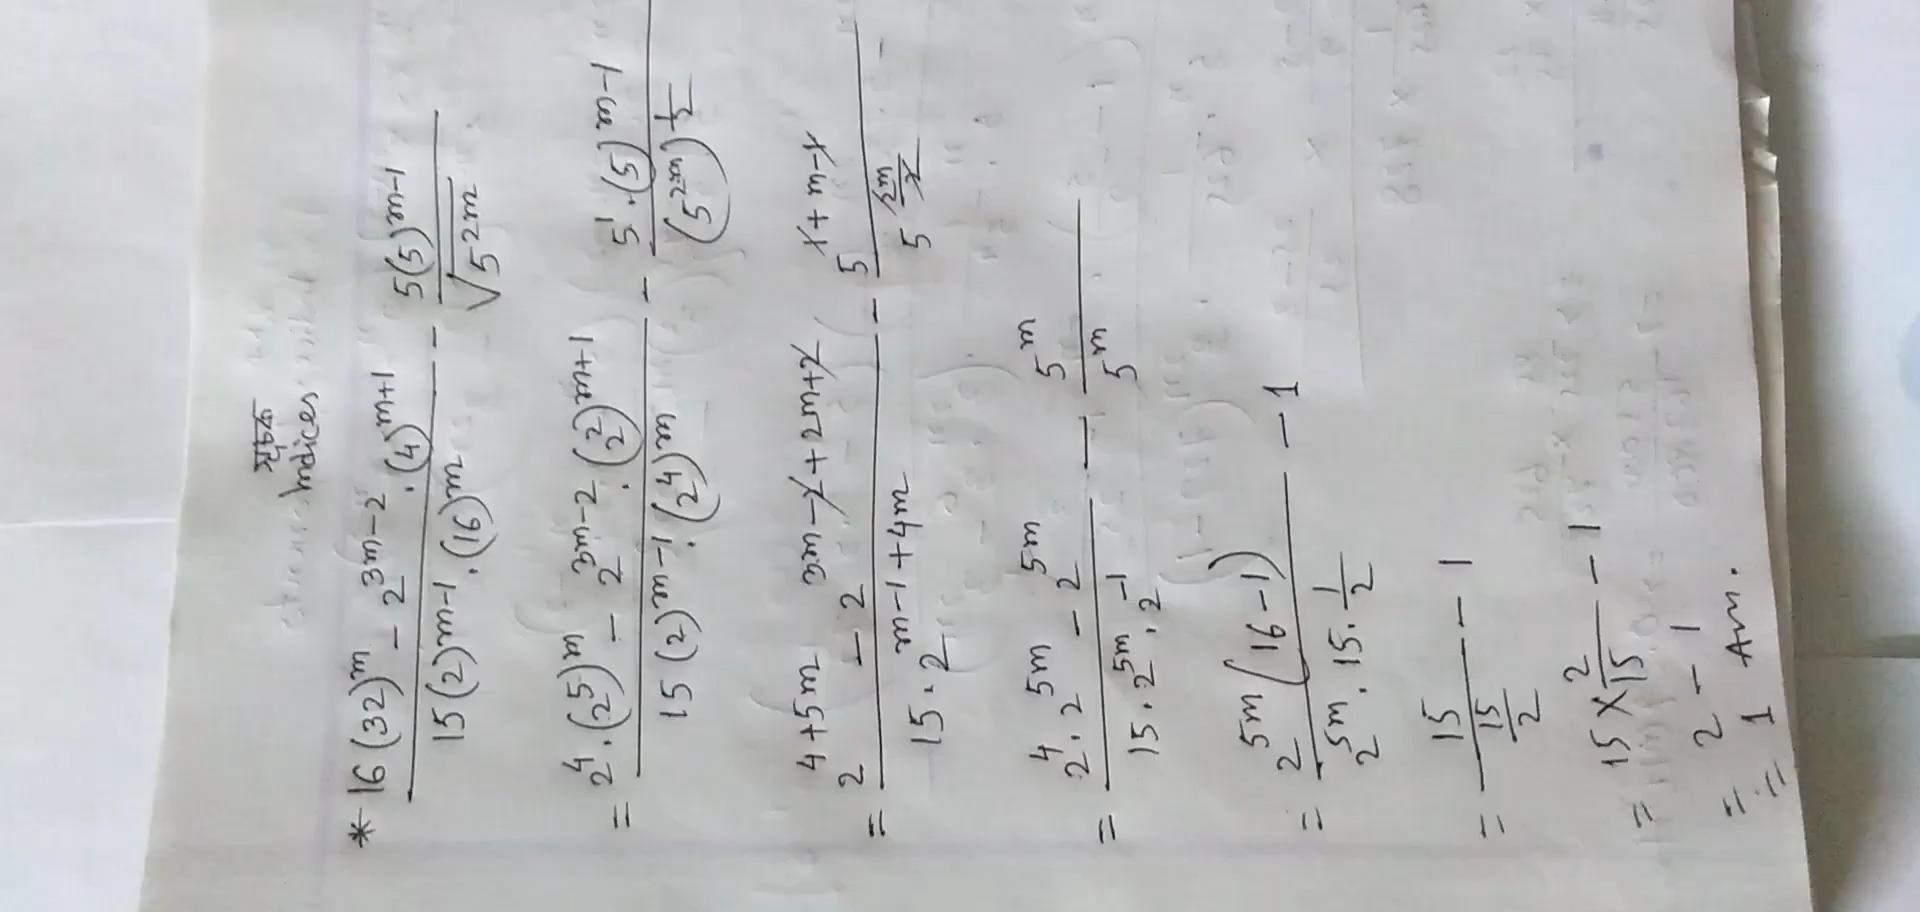 সূচক
Indices
* 16(32)^m - 2^{3m-2} · (4)^{m+1} / 15(2)^{m-1} · (16)^m - 5(5)^{m-1} / √5^{2m}
= 2^4 · (2^5)^m - 2^{3m-2} · (2^2)^{m+1} / 15(2)^{m-1} · (2^4)^m - 5^1 · (5)^{m-1} / (5^{2m})^{1/2}
= 2^{4+5m} - 2^{3m-2+2m+2} / 15 · 2^{m-1+4m} - 5^{1+m-1} / 5^{2m/2}
= 2^4 · 2^{5m} - 2^{5m} / 15 · 2^{5m} · 2^{-1} - 5^m / 5^m
= 2^{5m}(16-1) / 2^{5m} · 15 · 1/2 - 1
= 15 / 15/2 - 1
= 15 × 2/15 - 1
= 2 - 1
= 1 Am.